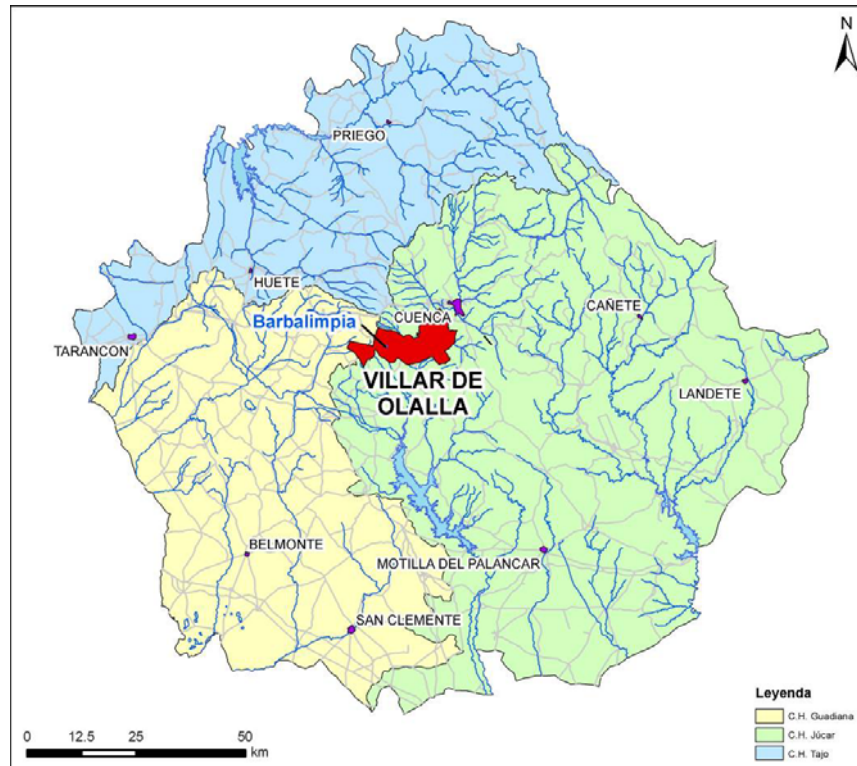 N
PRIEGO
HUETE
CUENCA
CAÑETE
Barbalimpia
TARANCÓN
VILLAR DE
OLALLA
LANDETE
BELMONTE
MOTILLA DEL PALANCAR
SAN CLEMENTE
Leyenda
C.H. Guadiana
C.H. Júcar
C.H. Tajo
0 12.5 25 50
km